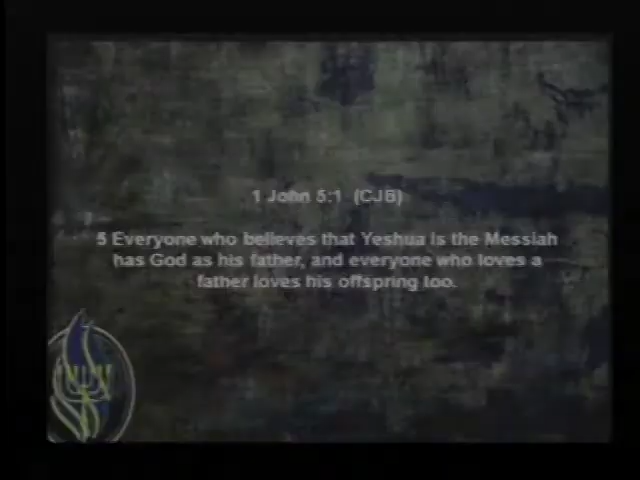 1 John 5:1 (CJB)
5 Everyone who believes that Yeshua is the Messiah
has God as his father, and everyone who loves a
father loves his offspring too.